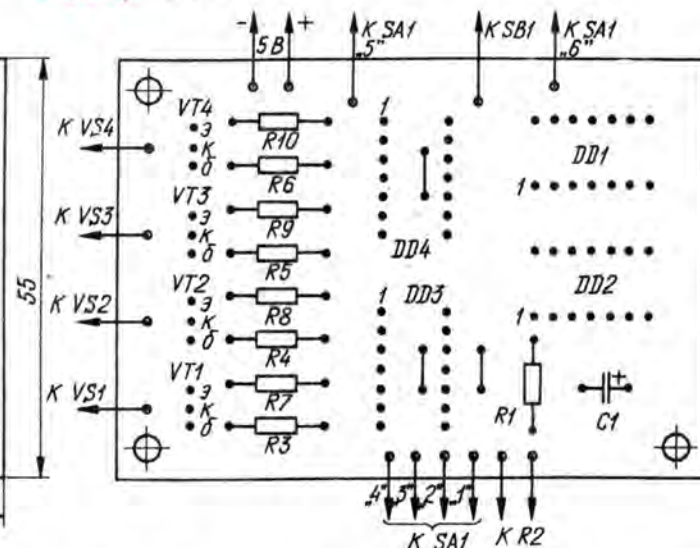 - 5В + К SA1 „5" К SB1 К SA1 „6"
К VS4
VT4
э
к
б
R10
R6
1
DD1
1
К VS3
VT3
э
к
б
R9
R5
DD4
55
К VS2
VT2
э
к
б
R8
R4
1
DD3
DD2
1
К VS1
VT1
э
к
б
R7
R3
R1
+
C1
„4" „3" „2" „1"
К SA1
К R2